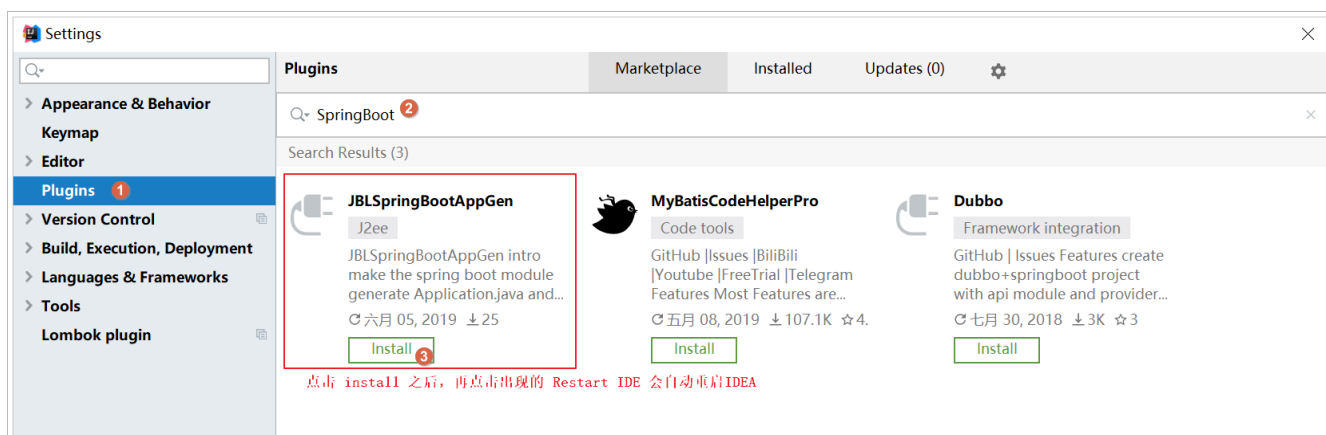 Settings
Plugins
Marketplace
Installed
Updates (0)
Appearance & Behavior
Keymap
Editor
Plugins 1
Version Control
Build, Execution, Deployment
Languages & Frameworks
Tools
Lombok plugin
SpringBoot 2
Search Results (3)
JBLSpringBootAppGen
J2ee
JBLSpringBootAppGen intro
make the spring boot module
generate Application.java and...
六月 05, 2019 25
Install 3
MyBatisCodeHelperPro
Code tools
GitHub |Issues |BiliBili
|Youtube |FreeTrial |Telegram
Features Most Features are...
五月 08, 2019 107.1K 4.
Install
Dubbo
Framework integration
GitHub | Issues Features create
dubbo+springboot project
with api module and provider...
七月 30, 2018 3K 3
Install
点击 install 之后，再点击出现的 Restart IDE 会自动重启IDEA